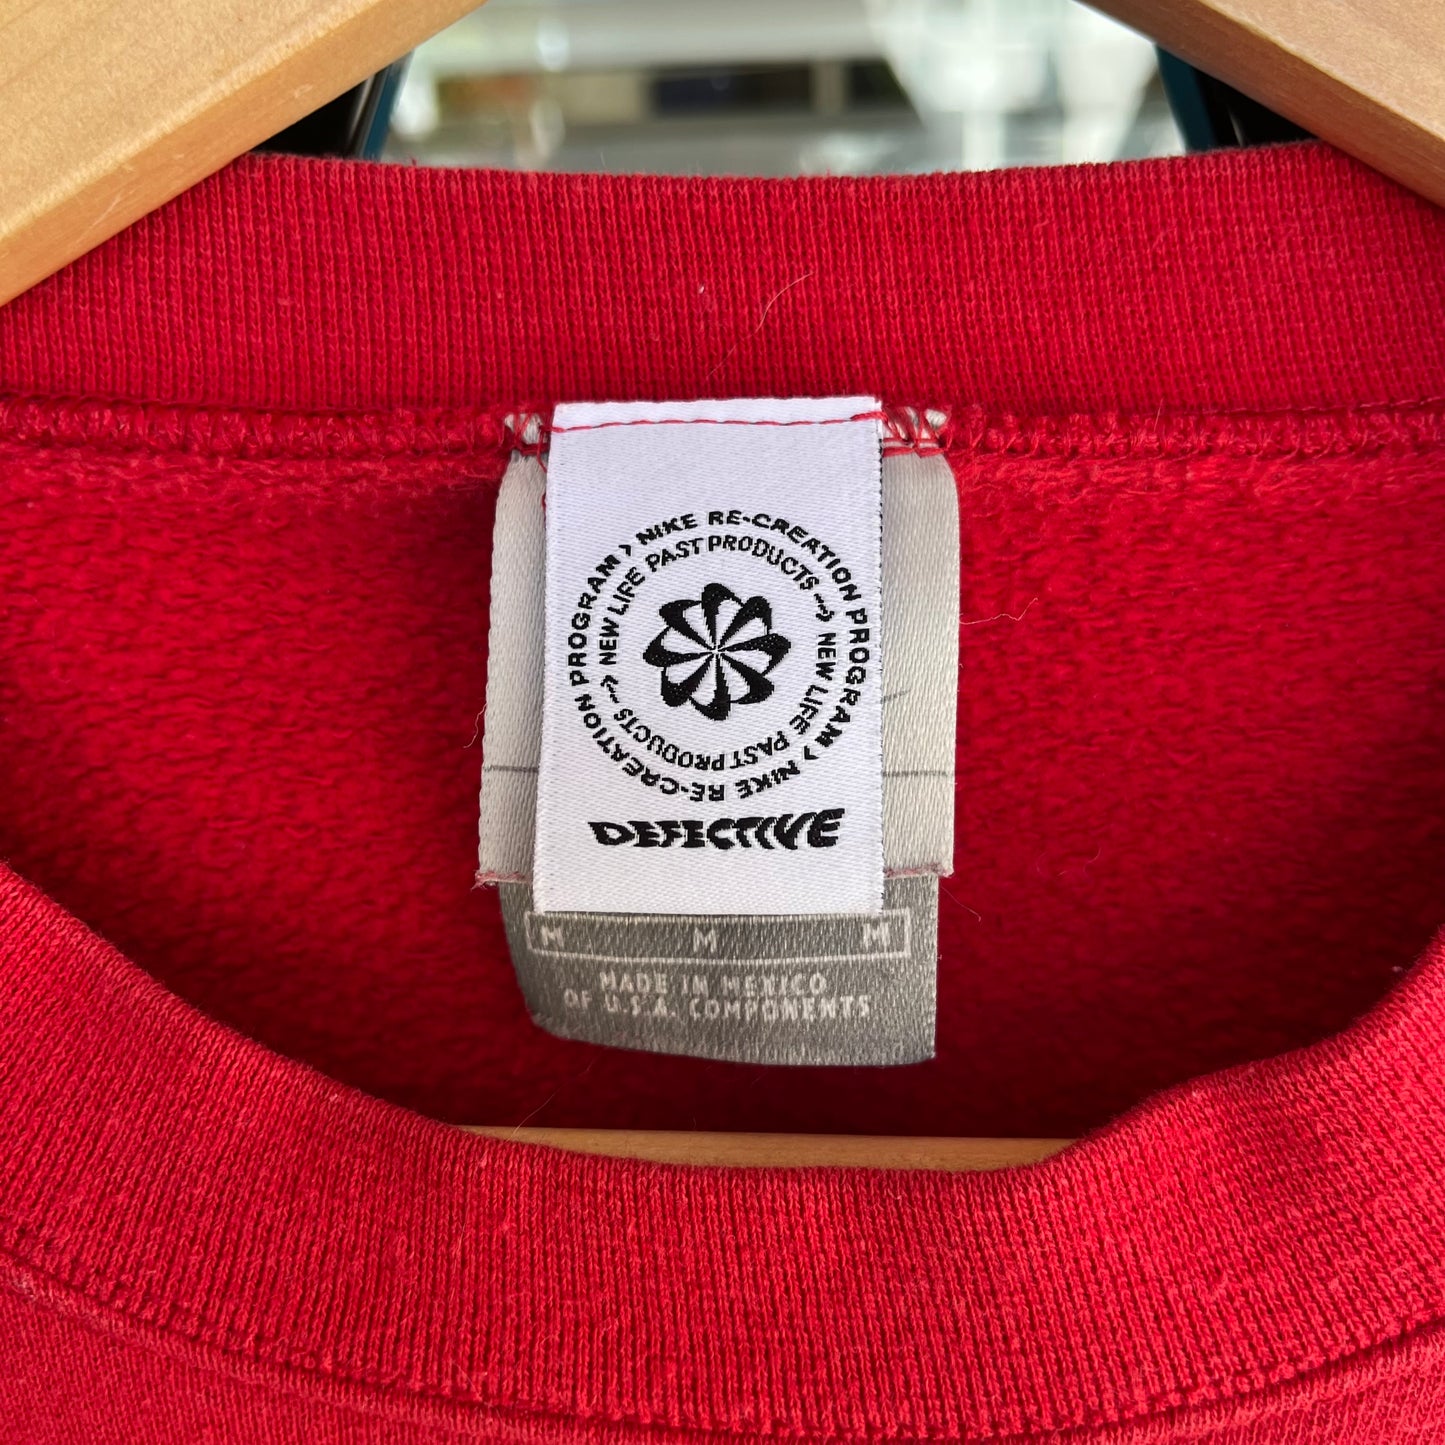 NIKE RE-CREATION PROGRAM > NIKE RE-CREATION PROGRAM >
NEW LIFE PAST PRODUCTS --> NEW LIFE PAST PRODUCTS -->
DEFECTIVE
M M M
MADE IN MEXICO
OF U.S.A. COMPONENTS